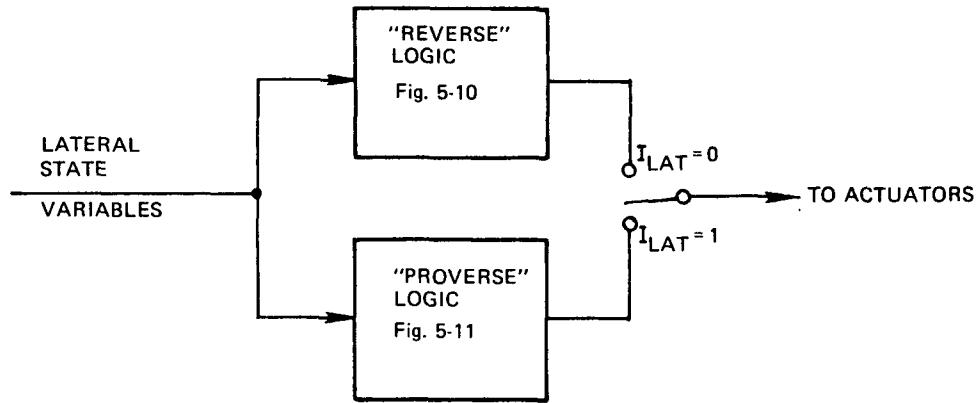 "REVERSE"
LOGIC
Fig. 5-10
LATERAL
STATE
VARIABLES
I_LAT = 0
TO ACTUATORS
I_LAT = 1
"PROVERSE"
LOGIC
Fig. 5-11